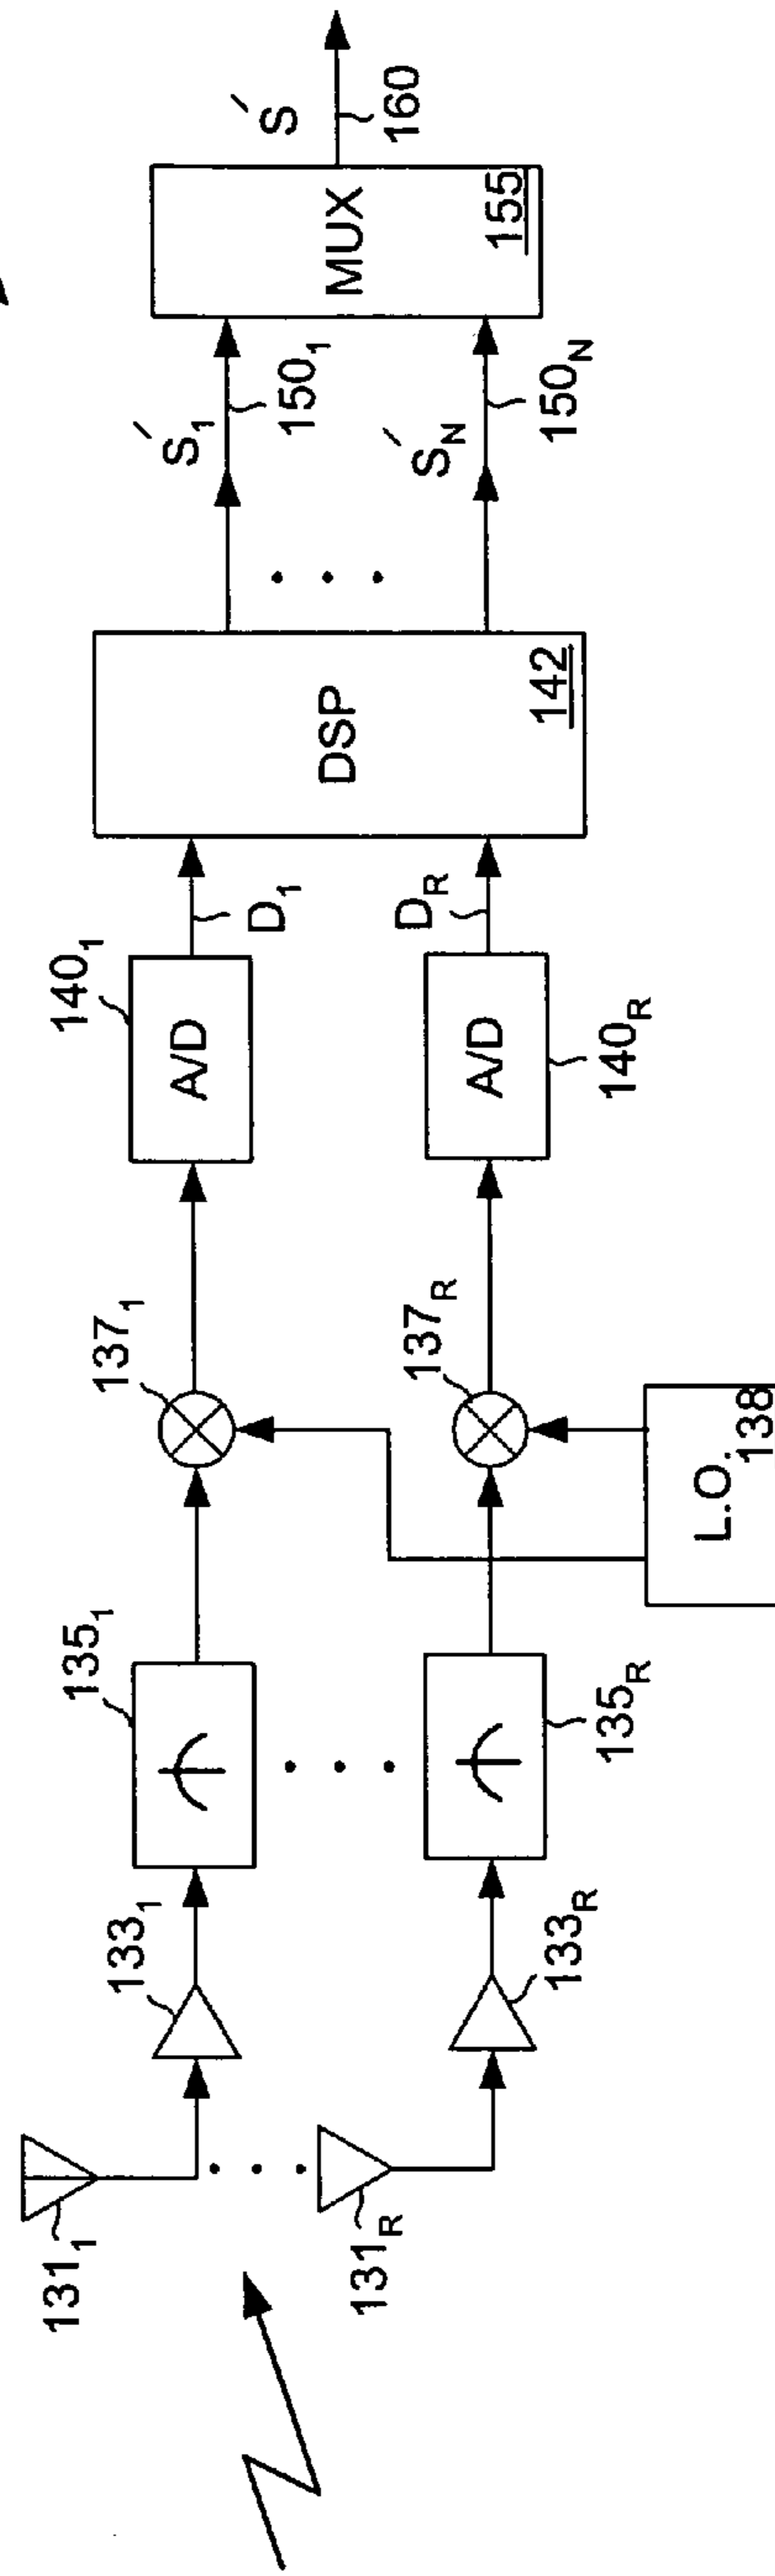 131₁
133₁
135₁
137₁
140₁
A/D
D₁
S´₁
150₁
DSP
142
MUX
155
S´
160
131R
133R
135R
137R
A/D
140R
DR
S´N
150N
L.O.
138